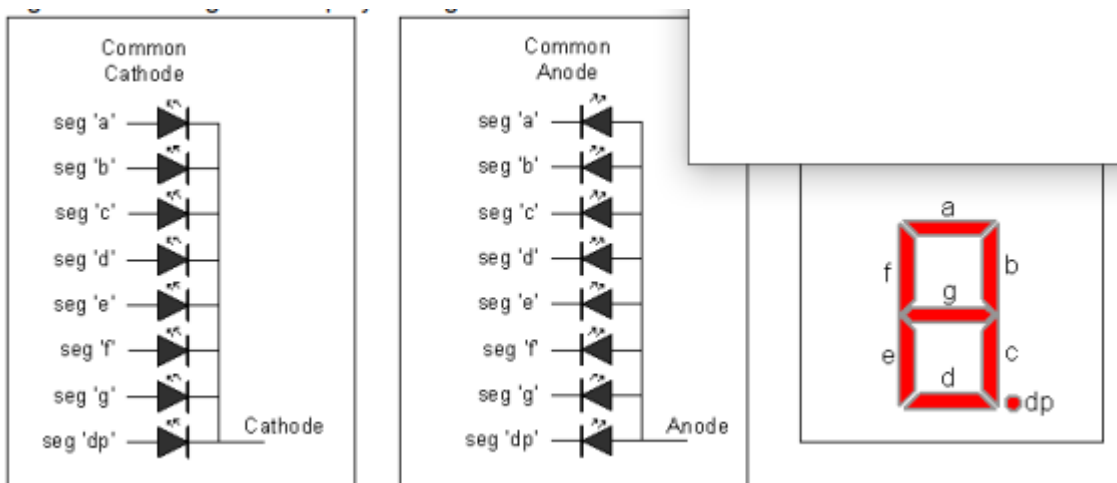 Common
Cathode
seg 'a'
seg 'b'
seg 'c'
seg 'd'
seg 'e'
seg 'f'
seg 'g'
seg 'dp'
Cathode
Common
Anode
seg 'a'
seg 'b'
seg 'c'
seg 'd'
seg 'e'
seg 'f'
seg 'g'
seg 'dp'
Anode
a
f
b
g
e
c
d
dp